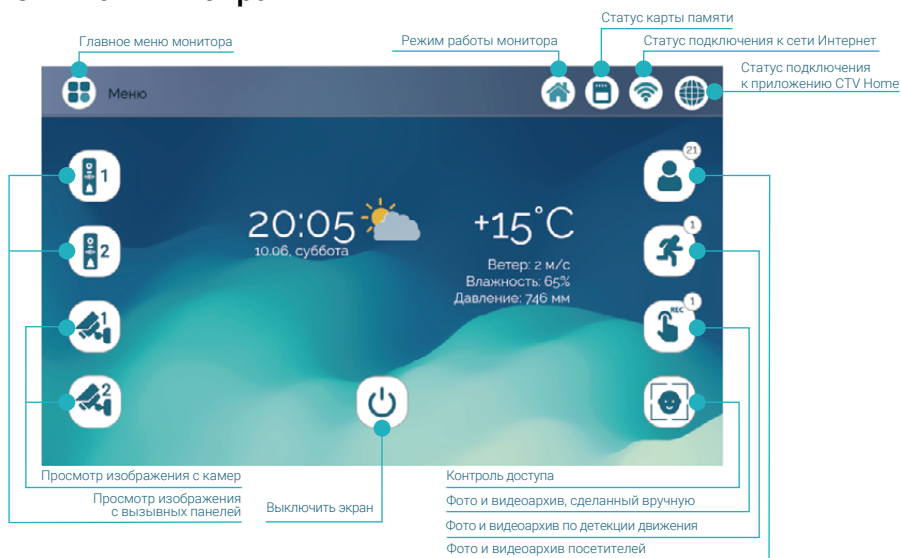 Статус карты памяти
Главное меню монитора
Режим работы монитора
Статус подключения к сети Интернет
Статус подключения
к приложению CTV Home
Меню
21
1
20:05
+15°C
10.06, суббота
1
2
Ветер: 2 м/с
Влажность: 65%
Давление: 746 мм
1
REC
1
2
Просмотр изображения с камер
Контроль доступа
Просмотр изображения
с вызывных панелей
Выключить экран
Фото и видеоархив, сделанный вручную
Фото и видеоархив по детекции движения
Фото и видеоархив посетителей